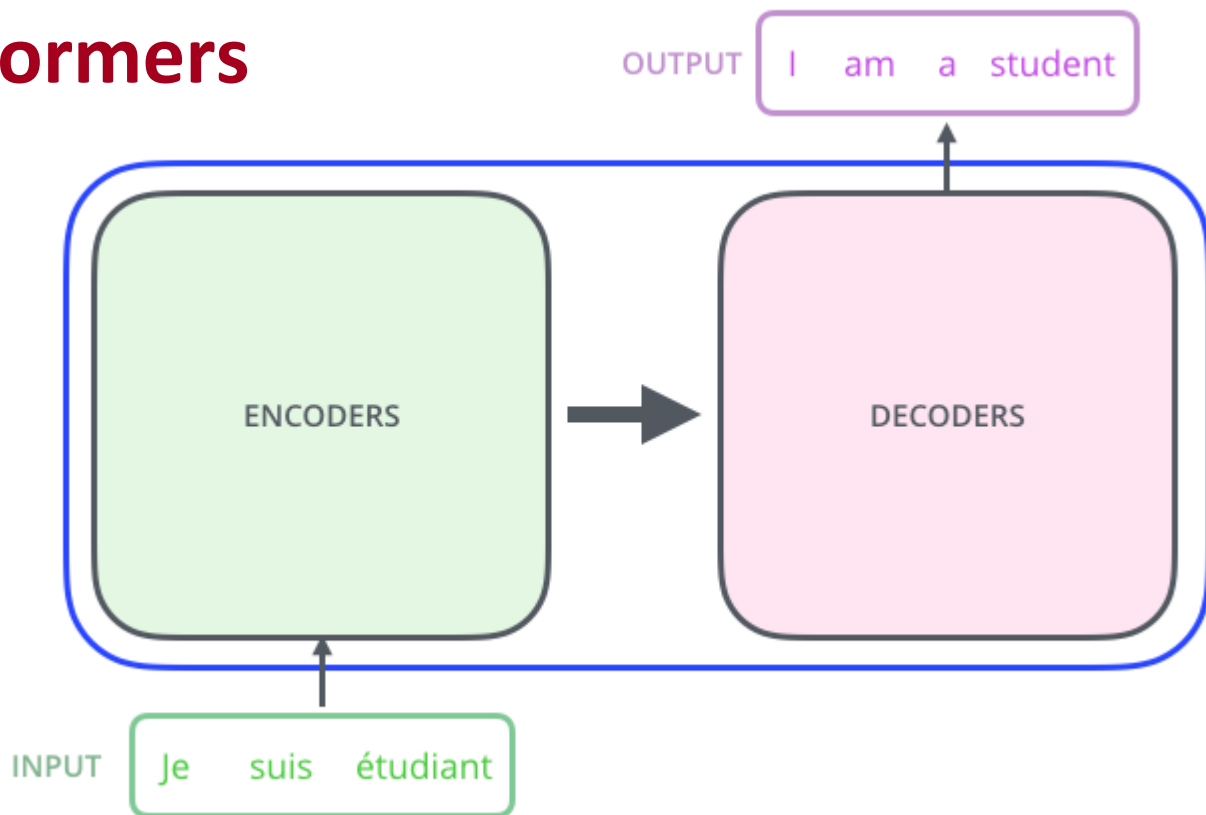 ormers
OUTPUT I am a student
ENCODERS
DECODERS
INPUT Je suis étudiant